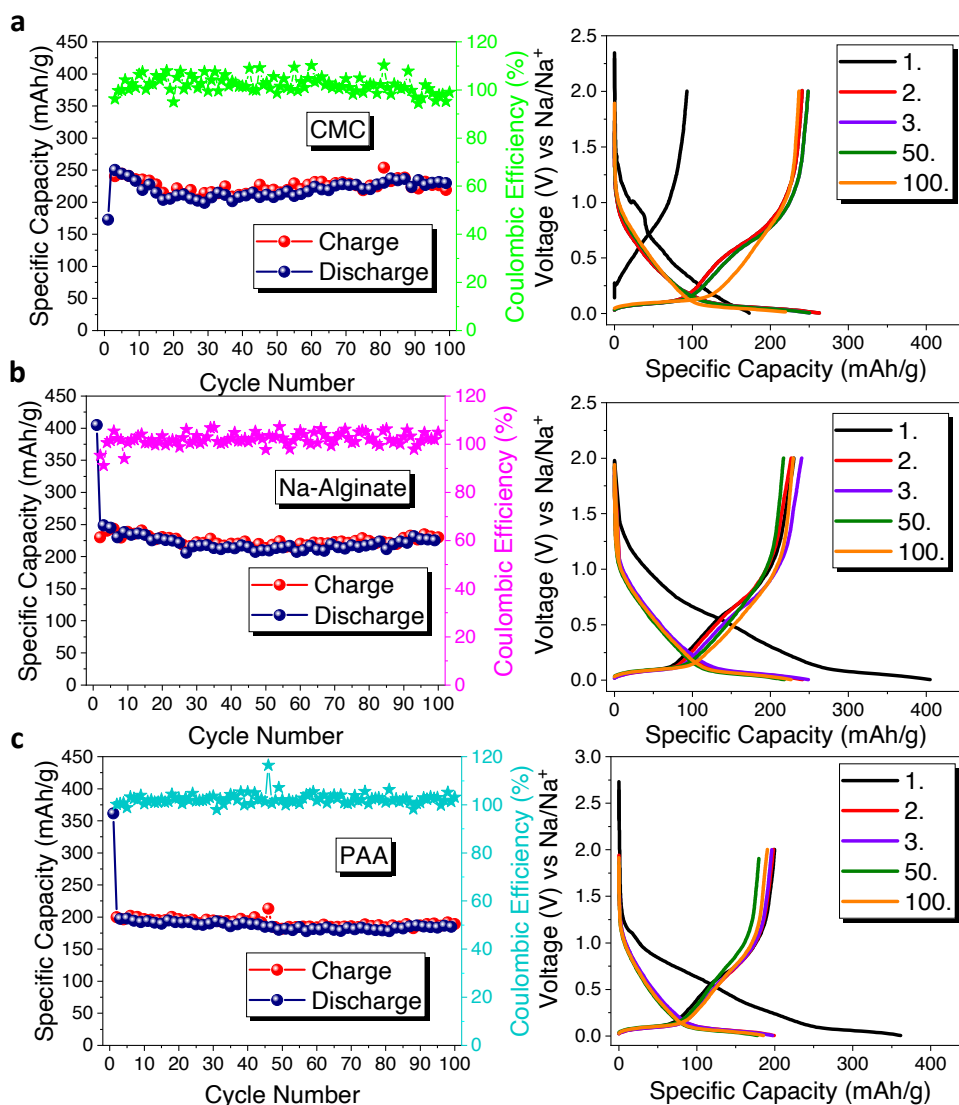 a
450
400
350
300
250
200
150
100
50
0
0 10 20 30 40 50 60 70 80 90 100
120
100
80
60
40
20
0
Specific Capacity (mAh/g)
Cycle Number
Coulombic Efficiency (%)
CMC
Charge
Discharge
2.5
2.0
1.5
1.0
0.5
0.0
0 100 200 300 400
Voltage (V) vs Na/Na⁺
Specific Capacity (mAh/g)
1.
2.
3.
50.
100.
b
450
400
350
300
250
200
150
100
50
0
0 10 20 30 40 50 60 70 80 90 100
120
100
80
60
40
20
0
Specific Capacity (mAh/g)
Cycle Number
Coulombic Efficiency (%)
Na-Alginate
Charge
Discharge
2.5
2.0
1.5
1.0
0.5
0.0
0 100 200 300 400
Voltage (V) vs Na/Na⁺
Specific Capacity (mAh/g)
1.
2.
3.
50.
100.
c
450
400
350
300
250
200
150
100
50
0
0 10 20 30 40 50 60 70 80 90 100
120
100
80
60
40
20
0
Specific Capacity (mAh/g)
Cycle Number
Coulombic Efficiency (%)
PAA
Charge
Discharge
3.0
2.5
2.0
1.5
1.0
0.5
0.0
0 100 200 300 400
Voltage (V) vs Na/Na⁺
Specific Capacity (mAh/g)
1.
2.
3.
50.
100.